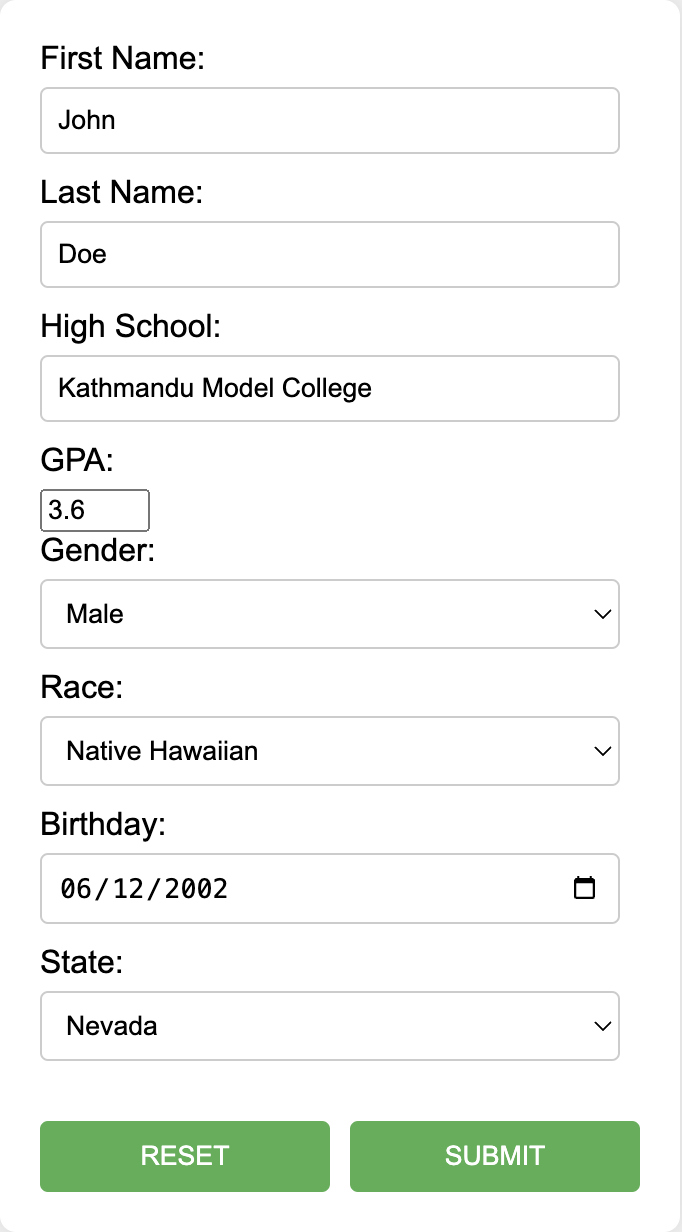 First Name:
John
Last Name:
Doe
High School:
Kathmandu Model College
GPA:
3.6
Gender:
Male
Race:
Native Hawaiian
Birthday:
06/12/2002
State:
Nevada
RESET SUBMIT